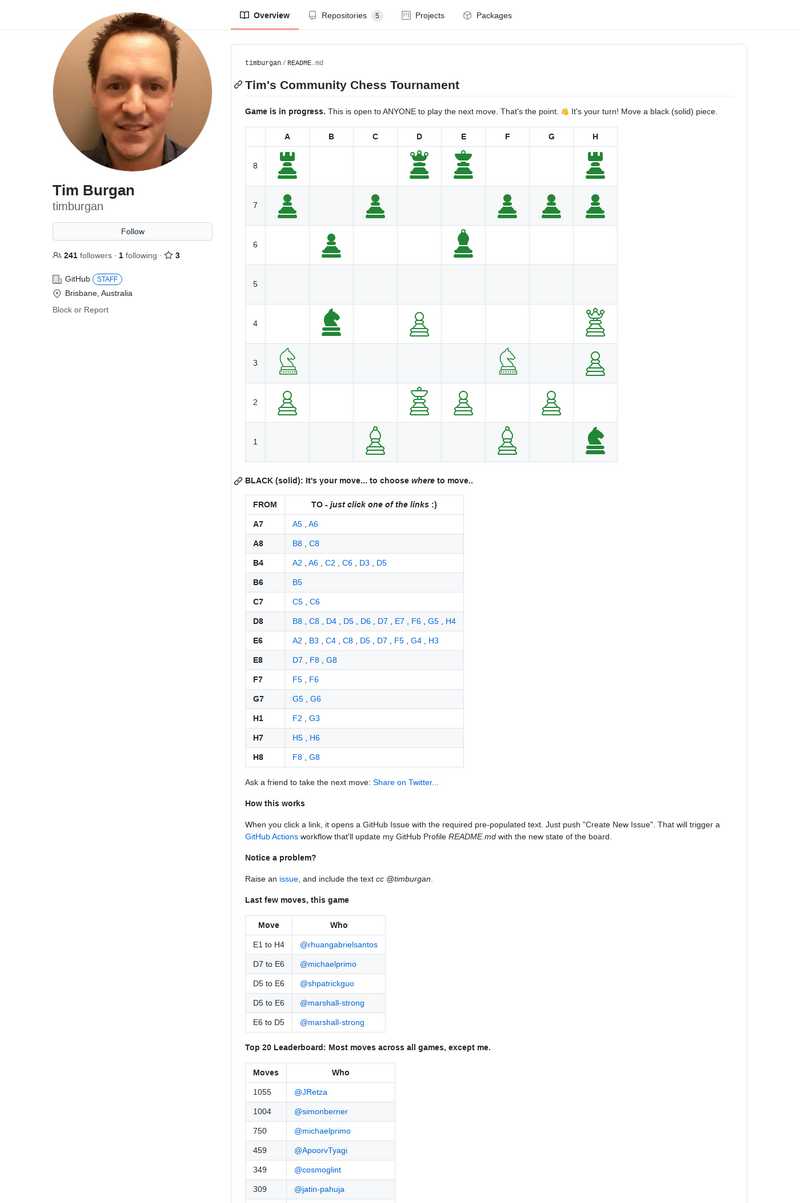 Overview Repositories 5 Projects Packages
timburgan / README.md
Tim's Community Chess Tournament
Game is in progress. This is open to ANYONE to play the next move. That's the point. 👋 It's your turn! Move a black (solid) piece.
A B C D E F G H
8
7
6
5
4
3
2
1
Tim Burgan
timburgan
Follow
241 followers · 1 following · 3
GitHub STAFF
Brisbane, Australia
Block or Report
BLACK (solid): It's your move... to choose where to move..
FROM TO - just click one of the links :)
A7 A5 , A6
A8 B8 , C8
B4 A2 , A6 , C2 , C6 , D3 , D5
B6 B5
C7 C5 , C6
D8 B8 , C8 , D4 , D5 , D6 , D7 , E7 , F6 , G5 , H4
E6 A2 , B3 , C4 , C8 , D5 , D7 , F5 , G4 , H3
E8 D7 , F8 , G8
F7 F5 , F6
G7 G5 , G6
H1 F2 , G3
H7 H5 , H6
H8 F8 , G8
Ask a friend to take the next move: Share on Twitter...
How this works
When you click a link, it opens a GitHub Issue with the required pre-populated text. Just push "Create New Issue". That will trigger a
GitHub Actions workflow that'll update my GitHub Profile README.md with the new state of the board.
Notice a problem?
Raise an issue, and include the text cc @timburgan.
Last few moves, this game
Move Who
E1 to H4 @rhuangabrielsantos
D7 to E6 @michaelprimo
D5 to E6 @shpatrickguo
D5 to E6 @marshall-strong
E6 to D5 @marshall-strong
Top 20 Leaderboard: Most moves across all games, except me.
Moves Who
1055 @JRetza
1004 @simonberner
750 @michaelprimo
459 @ApoorvTyagi
349 @cosmoglint
309 @jatin-pahuja